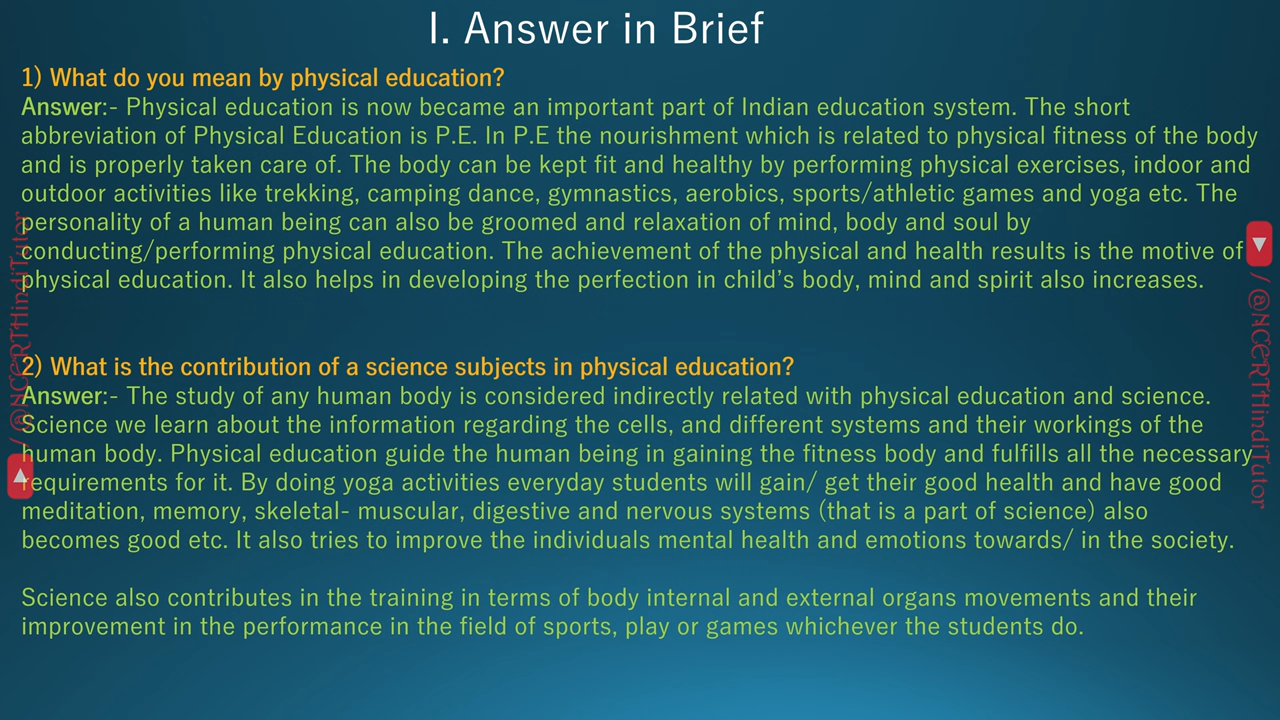 I. Answer in Brief
1) What do you mean by physical education?
Answer:- Physical education is now became an important part of Indian education system. The short
abbreviation of Physical Education is P.E. In P.E the nourishment which is related to physical fitness of the body
and is properly taken care of. The body can be kept fit and healthy by performing physical exercises, indoor and
outdoor activities like trekking, camping dance, gymnastics, aerobics, sports/athletic games and yoga etc. The
personality of a human being can also be groomed and relaxation of mind, body and soul by
conducting/performing physical education. The achievement of the physical and health results is the motive of
physical education. It also helps in developing the perfection in child's body, mind and spirit also increases.
2) What is the contribution of a science subjects in physical education?
Answer:- The study of any human body is considered indirectly related with physical education and science.
Science we learn about the information regarding the cells, and different systems and their workings of the
human body. Physical education guide the human being in gaining the fitness body and fulfills all the necessary
requirements for it. By doing yoga activities everyday students will gain/ get their good health and have good
meditation, memory, skeletal- muscular, digestive and nervous systems (that is a part of science) also
becomes good etc. It also tries to improve the individuals mental health and emotions towards/ in the society.
Science also contributes in the training in terms of body internal and external organs movements and their
improvement in the performance in the field of sports, play or games whichever the students do.
/ @NCERTHindiTutor
/ @NCERTHindiTutor